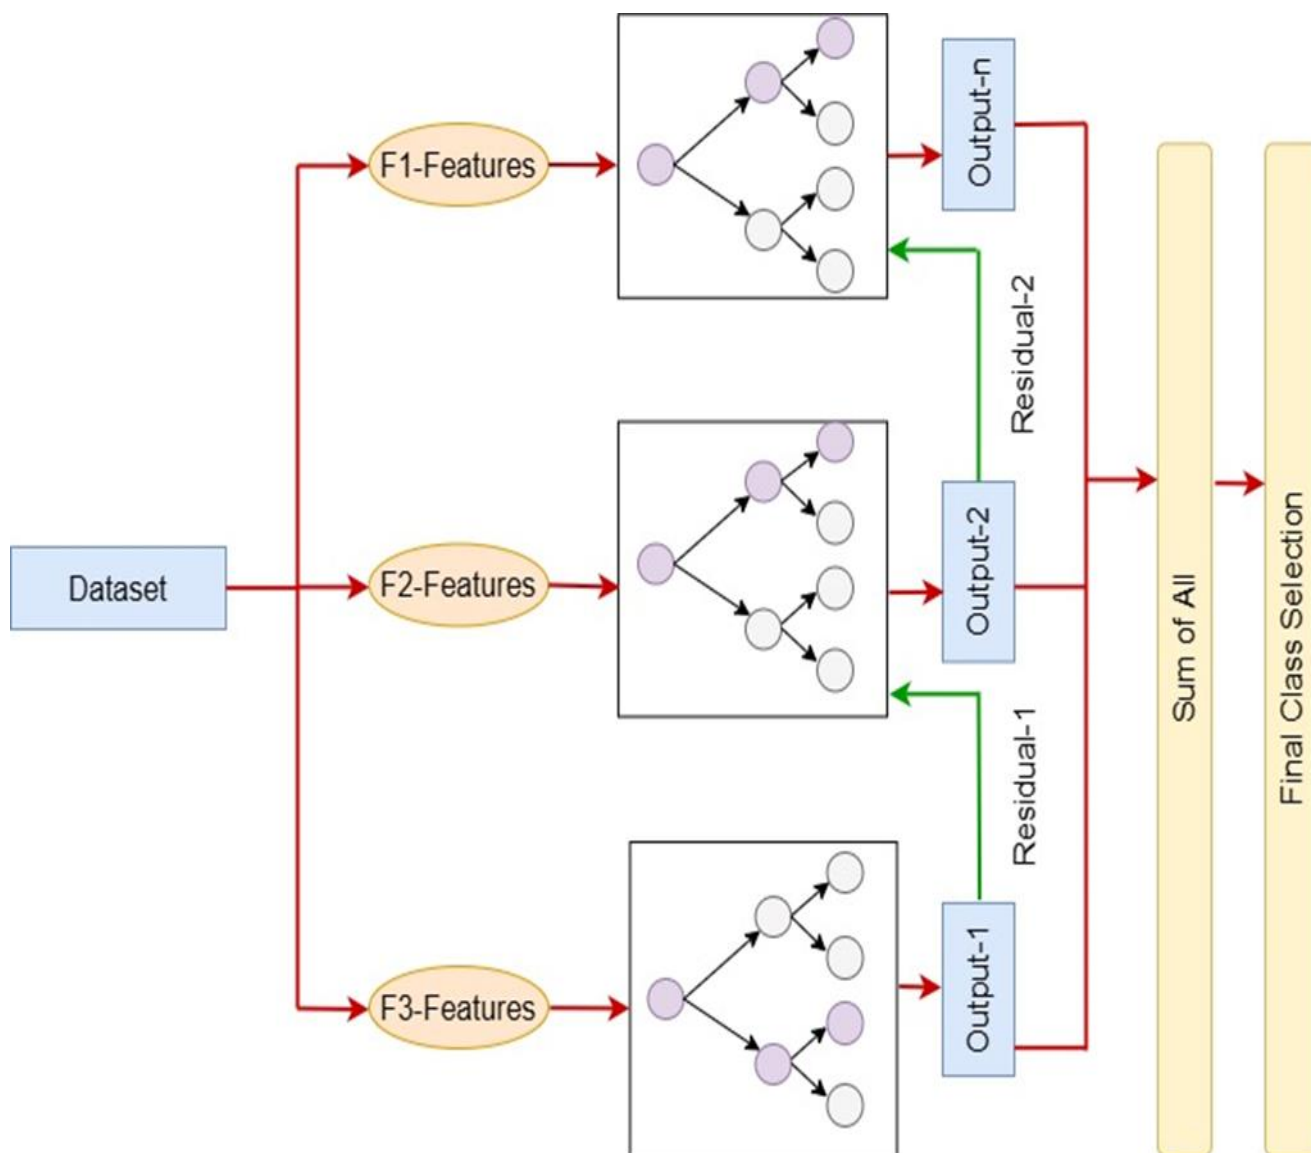 F1-Features
Output-n
Residual-2
Dataset
F2-Features
Output-2
Sum of All
Final Class Selection
Residual-1
F3-Features
Output-1